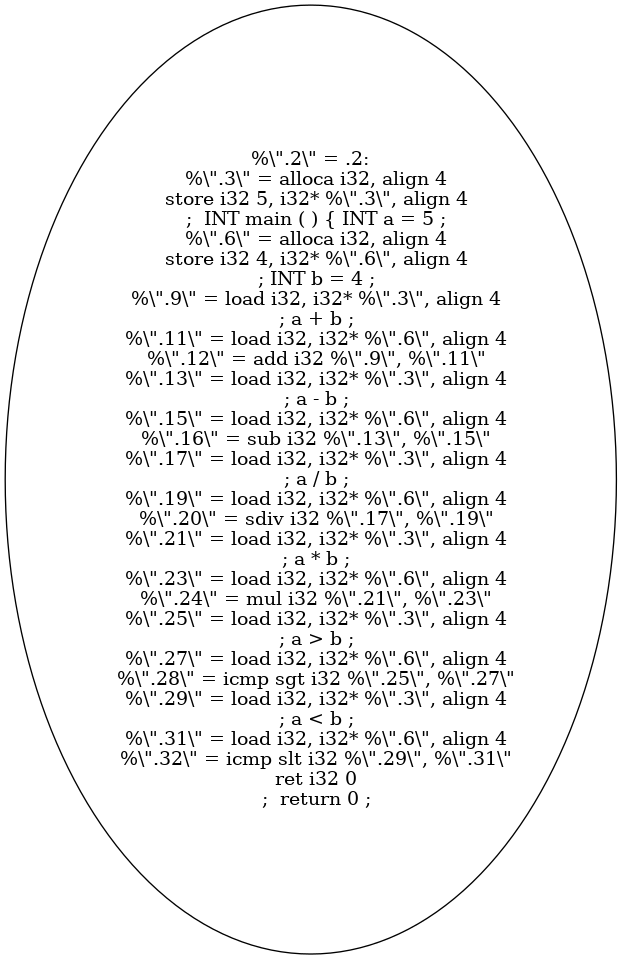 %\".2\" = .2:
%\".3\" = alloca i32, align 4
store i32 5, i32* %\".3\", align 4
;  INT main ( ) { INT a = 5 ;
%\".6\" = alloca i32, align 4
store i32 4, i32* %\".6\", align 4
; INT b = 4 ;
%\".9\" = load i32, i32* %\".3\", align 4
; a + b ;
%\".11\" = load i32, i32* %\".6\", align 4
%\".12\" = add i32 %\".9\", %\".11\"
%\".13\" = load i32, i32* %\".3\", align 4
; a - b ;
%\".15\" = load i32, i32* %\".6\", align 4
%\".16\" = sub i32 %\".13\", %\".15\"
%\".17\" = load i32, i32* %\".3\", align 4
; a / b ;
%\".19\" = load i32, i32* %\".6\", align 4
%\".20\" = sdiv i32 %\".17\", %\".19\"
%\".21\" = load i32, i32* %\".3\", align 4
; a * b ;
%\".23\" = load i32, i32* %\".6\", align 4
%\".24\" = mul i32 %\".21\", %\".23\"
%\".25\" = load i32, i32* %\".3\", align 4
; a > b ;
%\".27\" = load i32, i32* %\".6\", align 4
%\".28\" = icmp sgt i32 %\".25\", %\".27\"
%\".29\" = load i32, i32* %\".3\", align 4
; a < b ;
%\".31\" = load i32, i32* %\".6\", align 4
%\".32\" = icmp slt i32 %\".29\", %\".31\"
ret i32 0
;  return 0 ;